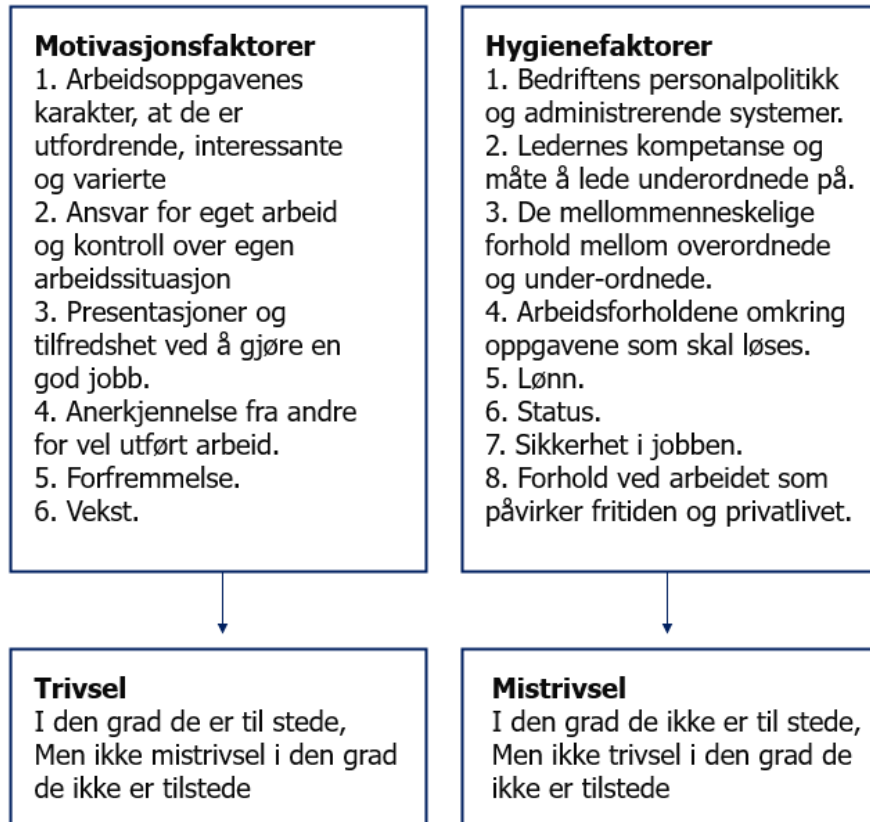 Motivasjonsfaktorer
1. Arbeidsoppgavenes
karakter, at de er
utfordrende, interessante
og varierte
2. Ansvar for eget arbeid
og kontroll over egen
arbeidssituasjon
3. Presentasjoner og
tilfredshet ved å gjøre en
god jobb.
4. Anerkjennelse fra andre
for vel utført arbeid.
5. Forfremmelse.
6. Vekst.
Hygienefaktorer
1. Bedriftens personalpolitikk
og administrerende systemer.
2. Ledernes kompetanse og
måte å lede underordnede på.
3. De mellommenneskelige
forhold mellom overordnede
og under-ordnede.
4. Arbeidsforholdene omkring
oppgavene som skal løses.
5. Lønn.
6. Status.
7. Sikkerhet i jobben.
8. Forhold ved arbeidet som
påvirker fritiden og privatlivet.
Trivsel
I den grad de er til stede,
Men ikke mistrivsel i den grad
de ikke er tilstede
Mistrivsel
I den grad de ikke er til stede,
Men ikke trivsel i den grad de
ikke er tilstede